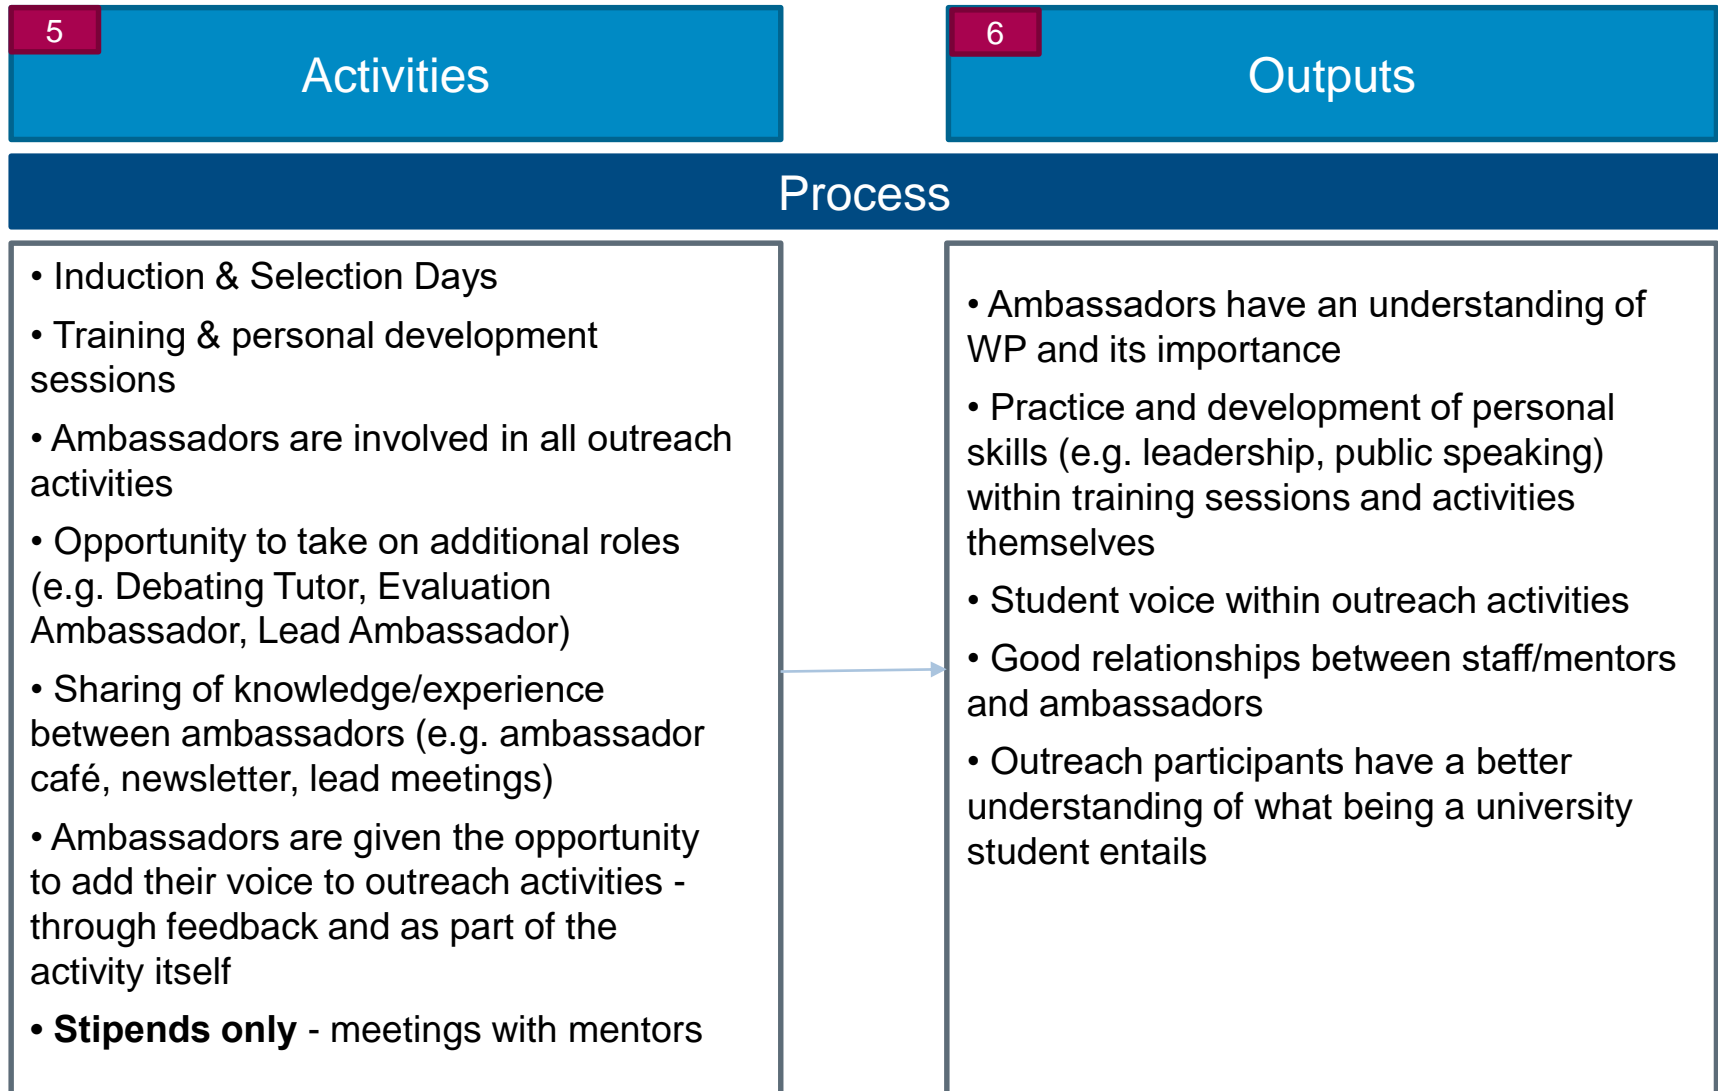 5
Activities
6
Outputs
Process
• Induction & Selection Days
• Training & personal development
sessions
• Ambassadors are involved in all outreach
activities
• Opportunity to take on additional roles
(e.g. Debating Tutor, Evaluation
Ambassador, Lead Ambassador)
• Sharing of knowledge/experience
between ambassadors (e.g. ambassador
café, newsletter, lead meetings)
• Ambassadors are given the opportunity
to add their voice to outreach activities -
through feedback and as part of the
activity itself
• Stipends only - meetings with mentors
• Ambassadors have an understanding of
WP and its importance
• Practice and development of personal
skills (e.g. leadership, public speaking)
within training sessions and activities
themselves
• Student voice within outreach activities
• Good relationships between staff/mentors
and ambassadors
• Outreach participants have a better
understanding of what being a university
student entails